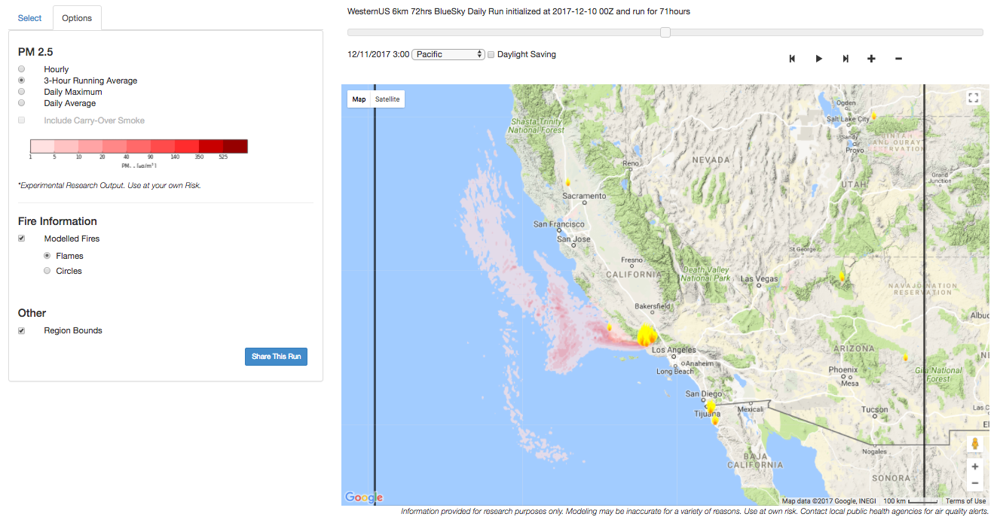 Select
Options
PM 2.5
Hourly
3-Hour Running Average
Daily Maximum
Daily Average
Include Carry-Over Smoke
1 5 10 20 40 90 140 350 525
*Experimental Research Output. Use at your own Risk.
Fire Information
Modelled Fires
Flames
Circles
Other
Region Bounds
Share This Run
WesternUS 6km 72hrs BlueSky Daily Run initialized at 2017-12-10 00Z and run for 71hours
12/11/2017 3:00 Pacific Daylight Saving
Map Satellite
Ogden
Salt Lake City
Sandy
Provo
UINTAH
AND OURAY
RESERVATION
Shasta-Trinity
National Forest
NEVADA
Reno
Grand
Junction
UTAH
Sacramento
San Francisco
San Jose
St George
Fresno
CALIFORNIA
Death Valley
National Park
Las Vegas
NAVAJO NATION
RESERVATION
Bakersfield
Albuq
Los Angeles
Anaheim
Long Beach
ARIZONA
Phoenix
Mesa
Gila National
Forest
San Diego
Tijuana
Mexicali
Tucson
Las C
El
Nogales
BAJA
CALIFORNIA
SONORA
Google
Map data ©2017 Google, INEGI 100 km Terms of Use
Information provided for research purposes only. Modeling may be inaccurate for a variety of reasons. Use at own risk. Contact local public health agencies for air quality alerts.